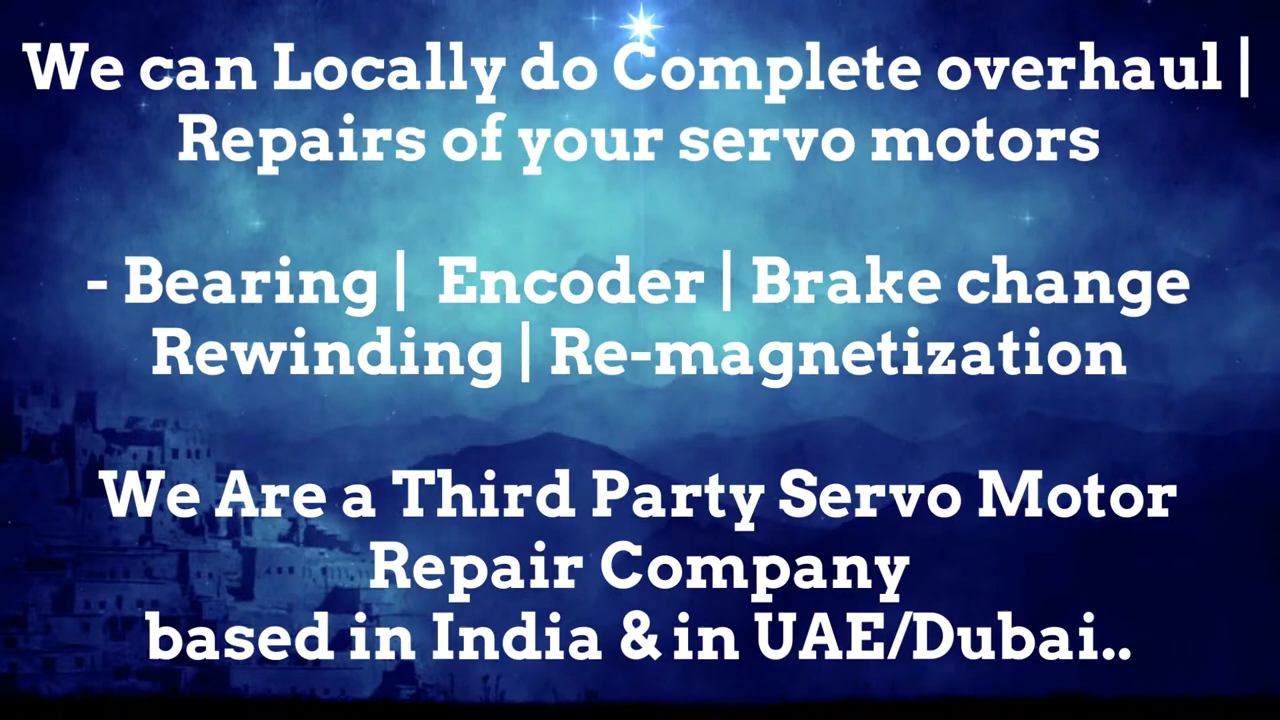 We can Locally do Complete overhaul |
Repairs of your servo motors
- Bearing | Encoder | Brake change
Rewinding | Re-magnetization
We Are a Third Party Servo Motor
Repair Company
based in India & in UAE/Dubai..